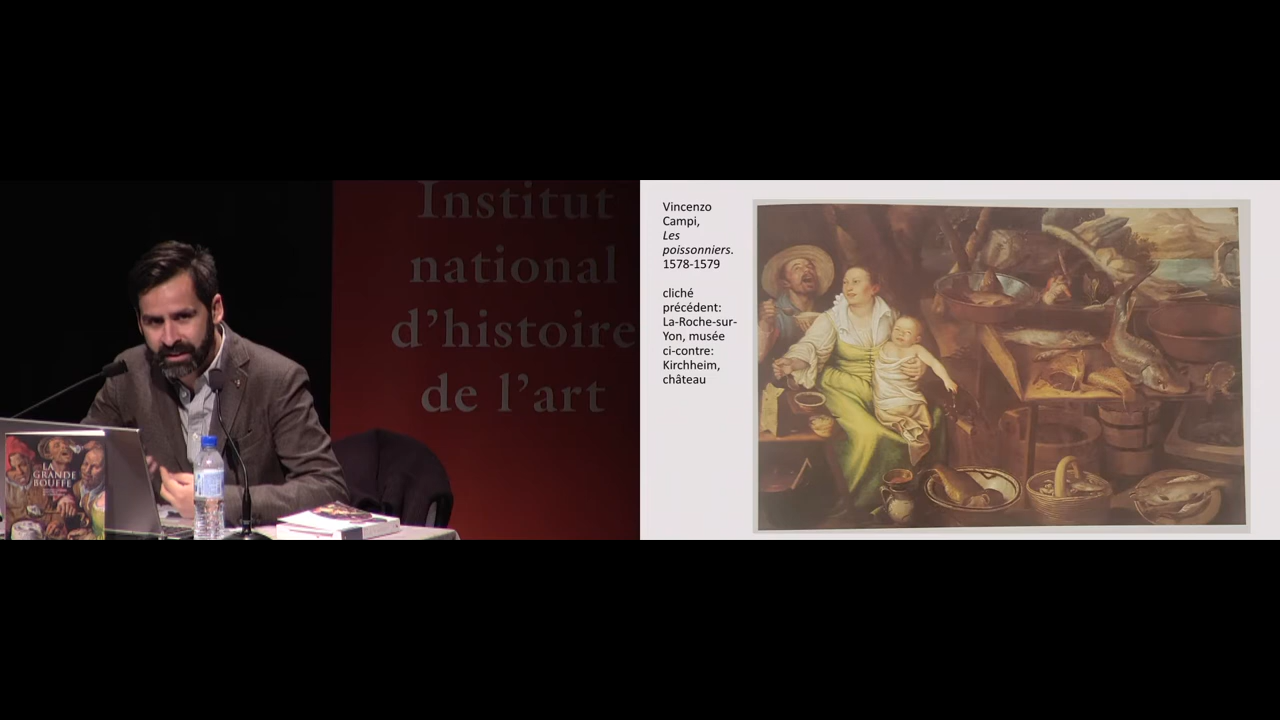 Institut
national
d'histoire
de l'art
LA
GRANDE
BOUFFE
Vincenzo
Campi,
Les
poissonniers.
1578-1579
cliché
précédent:
La-Roche-sur-
Yon, musée
ci-contre:
Kirchheim,
château